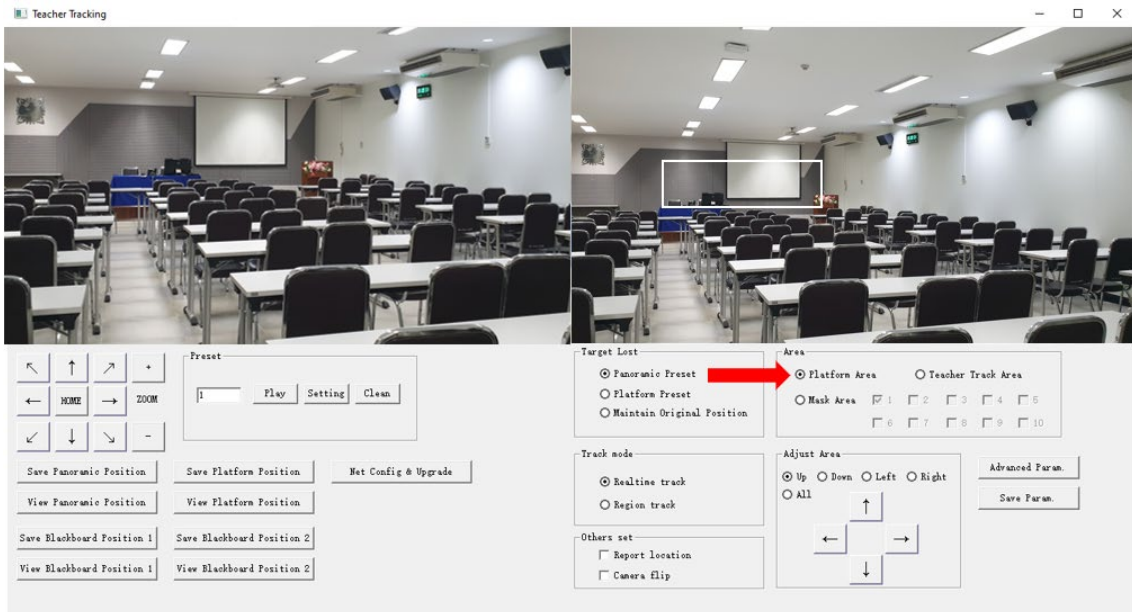 Teacher Tracking
Preset
1 Play Setting Clean
+
HOME ZOOM
-
Save Panoramic Position Save Platform Position Net Config & Upgrade
View Panoramic Position View Platform Position
Save Blackboard Position 1 Save Blackboard Position 2
View Blackboard Position 1 View Blackboard Position 2
Target Lost
Panoramic Preset
Platform Preset
Maintain Original Position
Area
Platform Area Teacher Track Area
Mask Area 1 2 3 4 5
6 7 8 9 10
Track mode
Realtime track
Region track
Others set
Report location
Camera flip
Adjust Area
Up Down Left Right
All
Advanced Param.
Save Param.